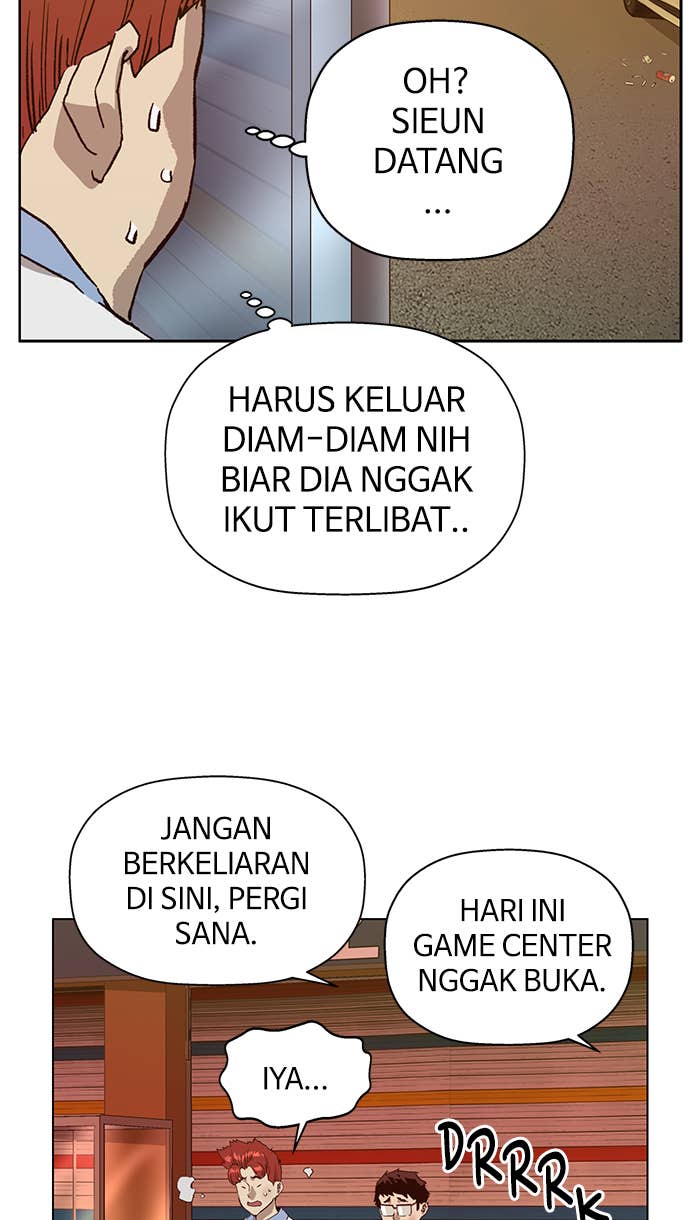 OH?
SIEUN
DATANG
...
HARUS KELUAR
DIAM-DIAM NIH
BIAR DIA NGGAK
IKUT TERLIBAT..
JANGAN
BERKELIARAN
DI SINI, PERGI
SANA.
HARI INI
GAME CENTER
NGGAK BUKA.
IYA...
DRRRK